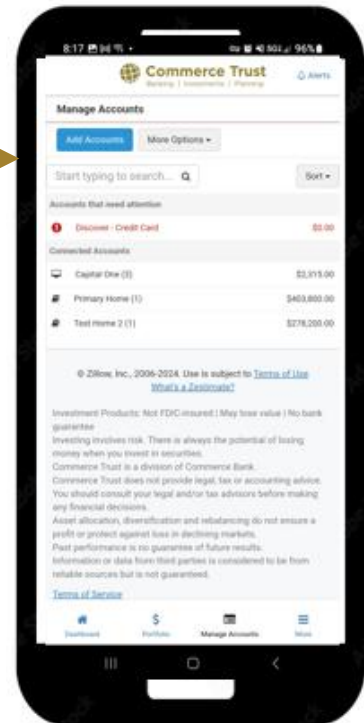 8:17
96%
Commerce Trust
Banking | Investments | Planning
Alerts
Manage Accounts
Add Accounts
More Options
Start typing to search...
Sort
Accounts that need attention
Discover - Credit Card
$0.00
Connected Accounts
Capital One (3)
$2,315.00
Primary Home (1)
$403,800.00
Test Home 2 (1)
$278,200.00
© Zillow, Inc., 2006-2024. Use is subject to Terms of Use
What's a Zestimate?
Investment Products: Not FDIC-insured | May lose value | No bank
guarantee
Investing involves risk. There is always the potential of losing
money when you invest in securities.
Commerce Trust is a division of Commerce Bank.
Commerce Trust does not provide legal, tax or accounting advice.
You should consult your legal and/or tax advisors before making
any financial decisions.
Asset allocation, diversification and rebalancing do not ensure a
profit or protect against loss in declining markets.
Past performance is no guarantee of future results.
Information or data from third parties is considered to be from
reliable sources but is not guaranteed.
Terms of Service
Dashboard
Portfolio
Manage Accounts
More